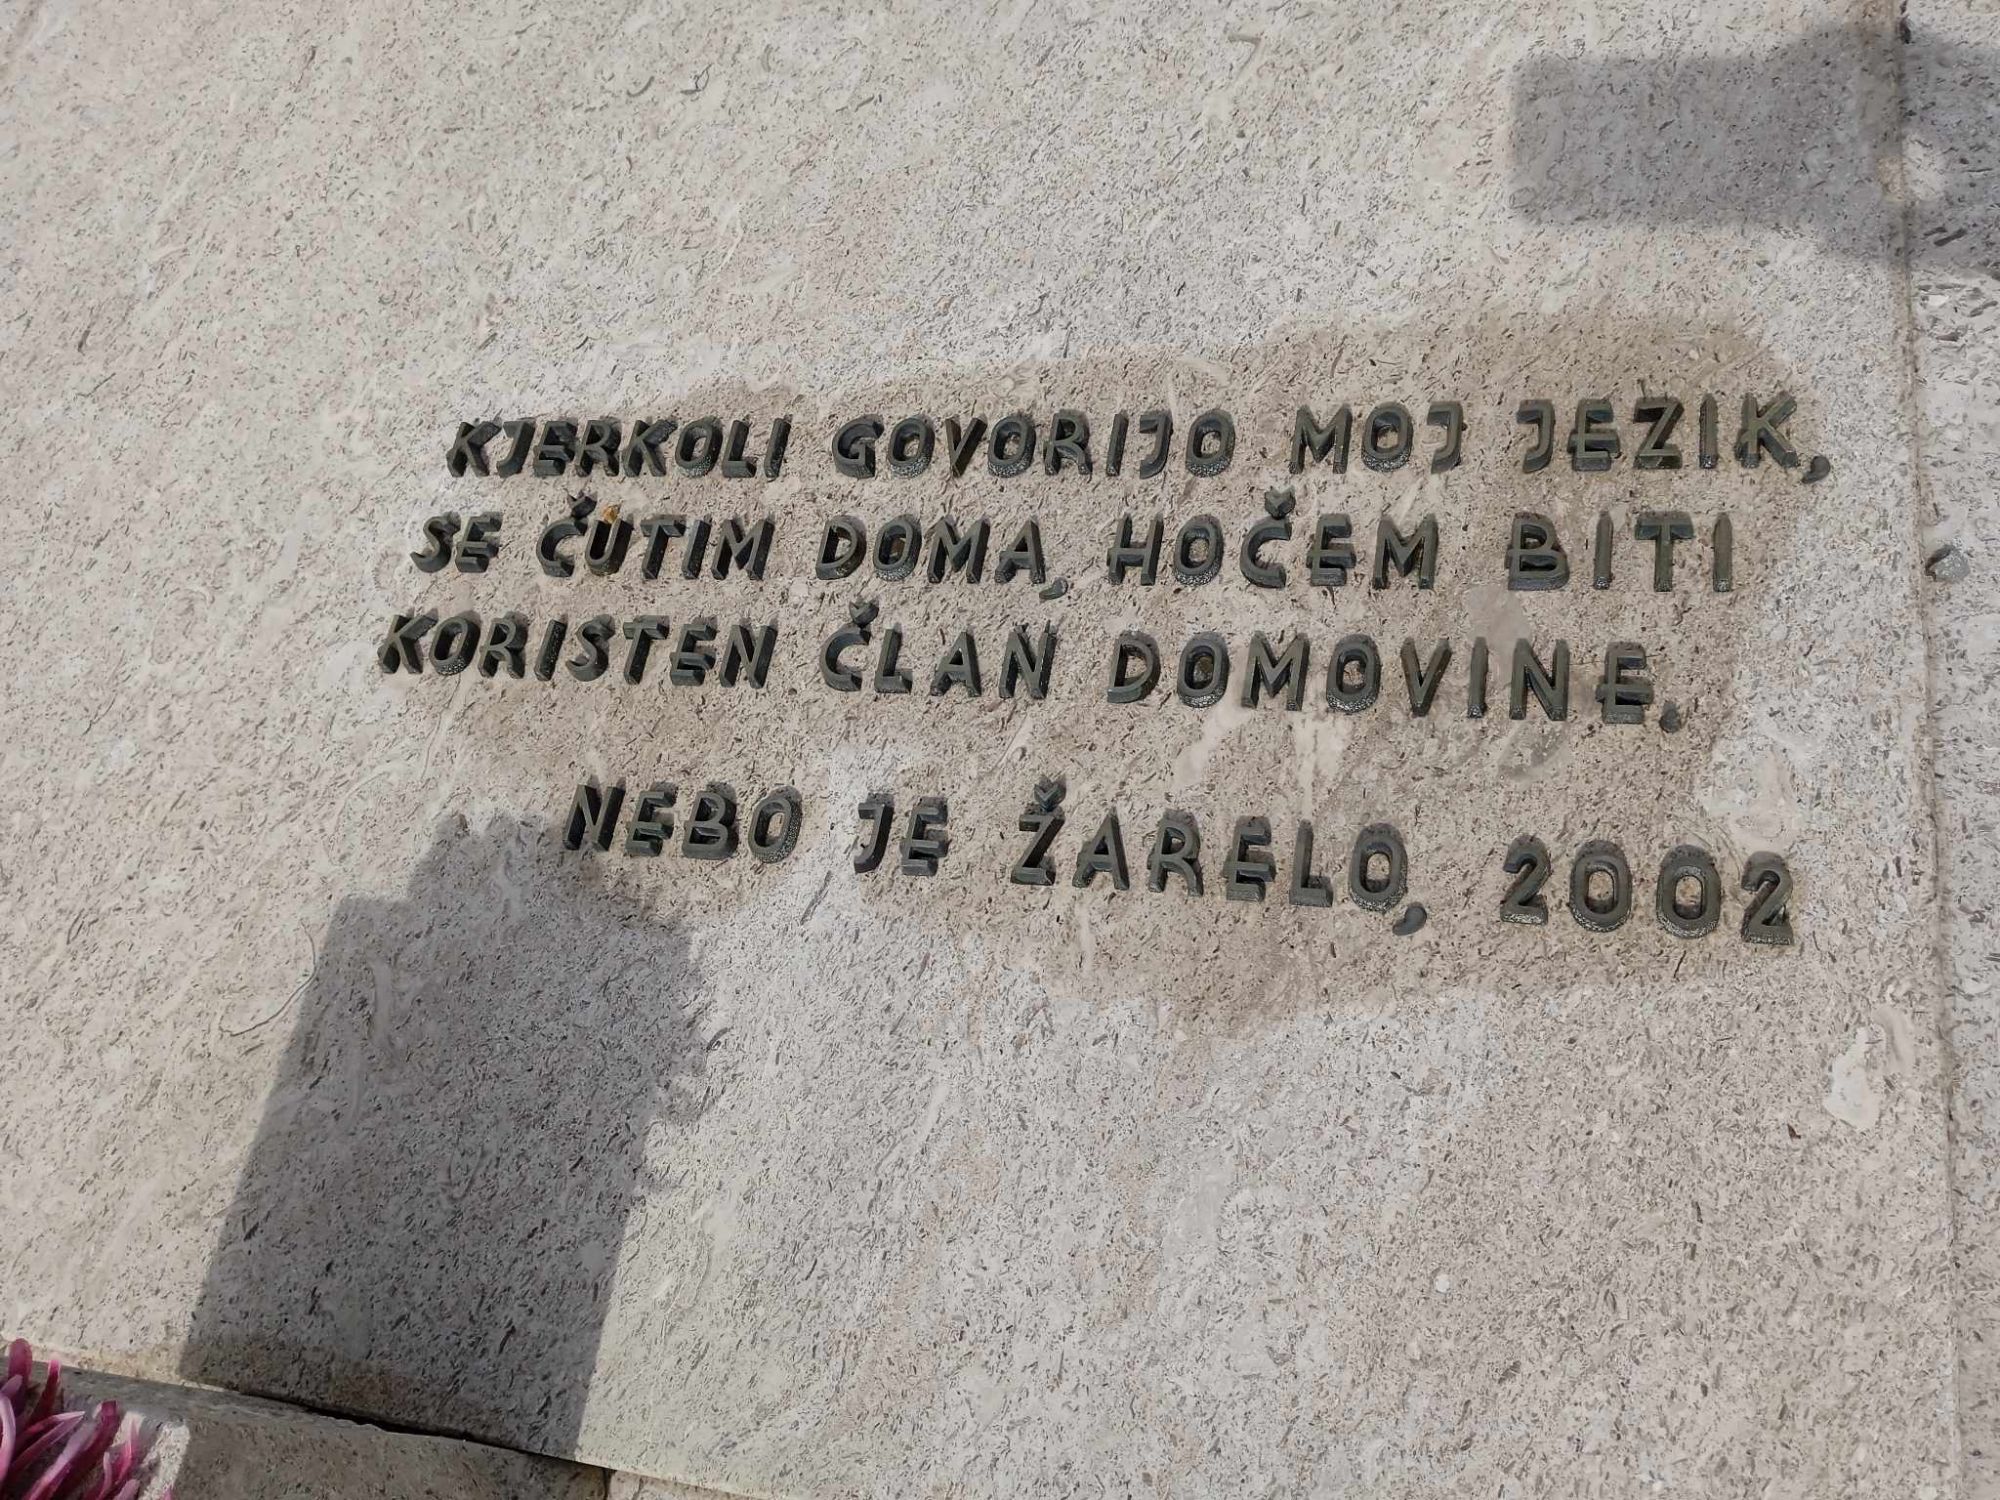 KJERKOLI GOVORIJO MOJ JEZIK,
SE ČUTIM DOMA, HOČEM BITI
KORISTEN ČLAN DOMOVINE.
NEBO JE ŽARELO, 2002